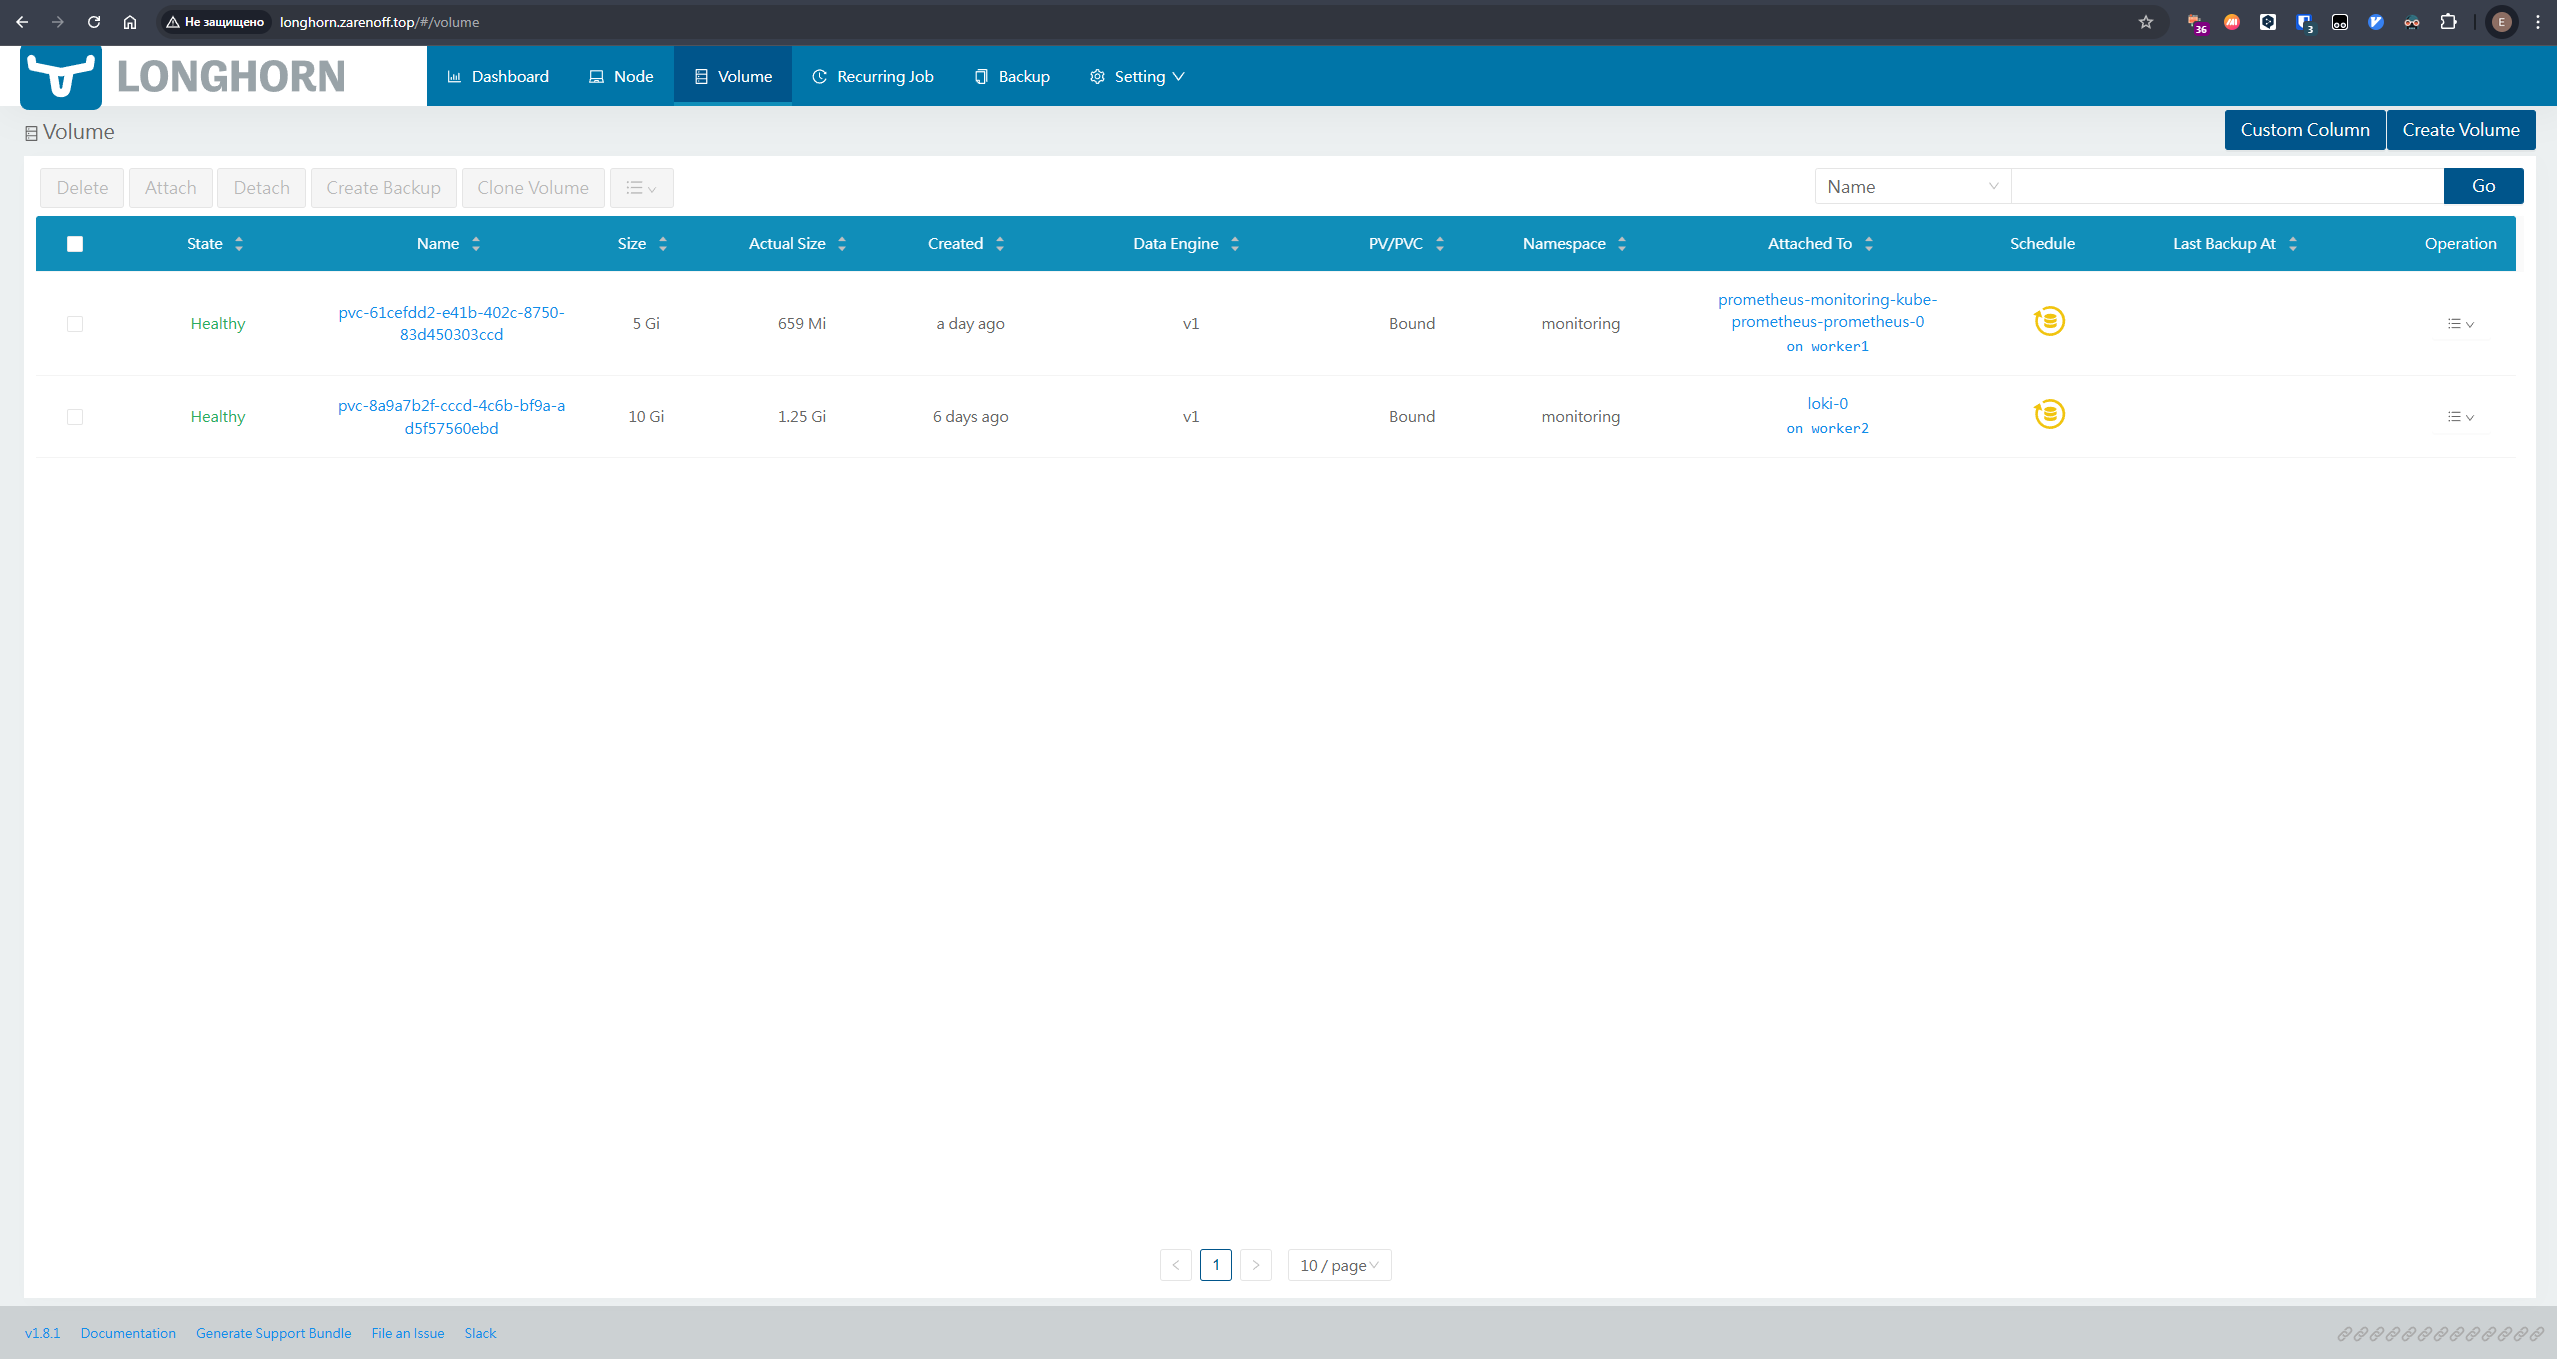 Не защищено longhorn.zarenoff.top/#/volume
36
3
E
LONGHORN
Dashboard Node Volume Recurring Job Backup Setting
Volume
Custom Column Create Volume
Delete Attach Detach Create Backup Clone Volume
Name Go
State Name Size Actual Size Created Data Engine PV/PVC Namespace Attached To Schedule Last Backup At Operation
Healthy pvc-61cefdd2-e41b-402c-8750-
83d450303ccd 5 Gi 659 Mi a day ago v1 Bound monitoring prometheus-monitoring-kube-
prometheus-prometheus-0
on worker1
Healthy pvc-8a9a7b2f-cccd-4c6b-bf9a-a
d5f57560ebd 10 Gi 1.25 Gi 6 days ago v1 Bound monitoring loki-0
on worker2
< 1 > 10 / page
v1.8.1 Documentation Generate Support Bundle File an Issue Slack